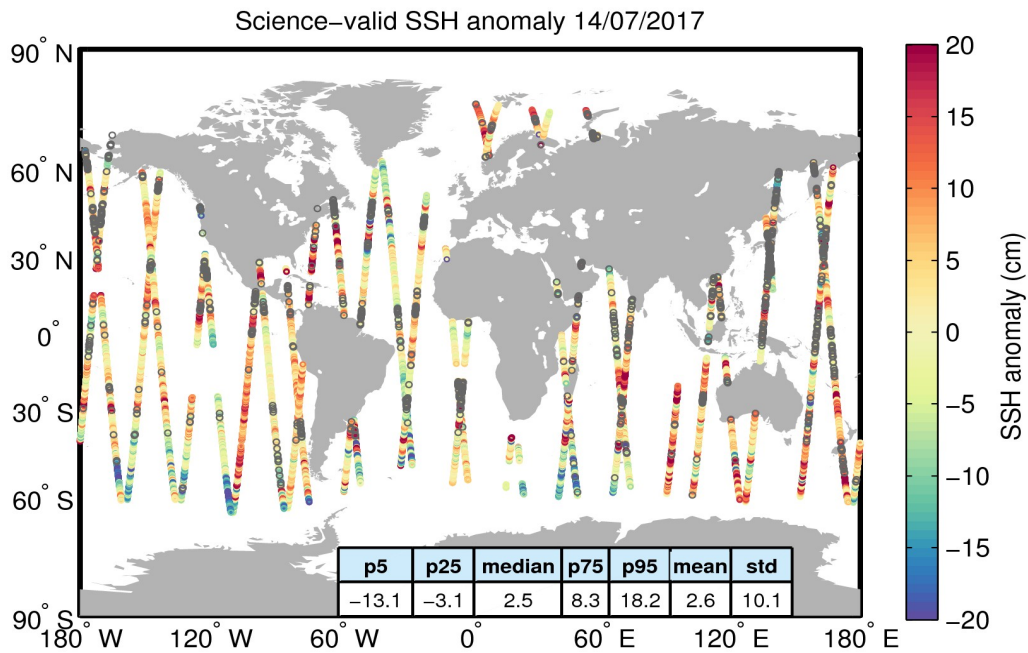 Science−valid SSH anomaly 14/07/2017
90° N
60° N
30° N
0°
30° S
60° S
90° S
180° W
120° W
60° W
0°
60° E
120° E
180° E
p5 p25 median p75 p95 mean std
−13.1 −3.1 2.5 8.3 18.2 2.6 10.1
20
15
10
5
0
−5
−10
−15
−20
SSH anomaly (cm)